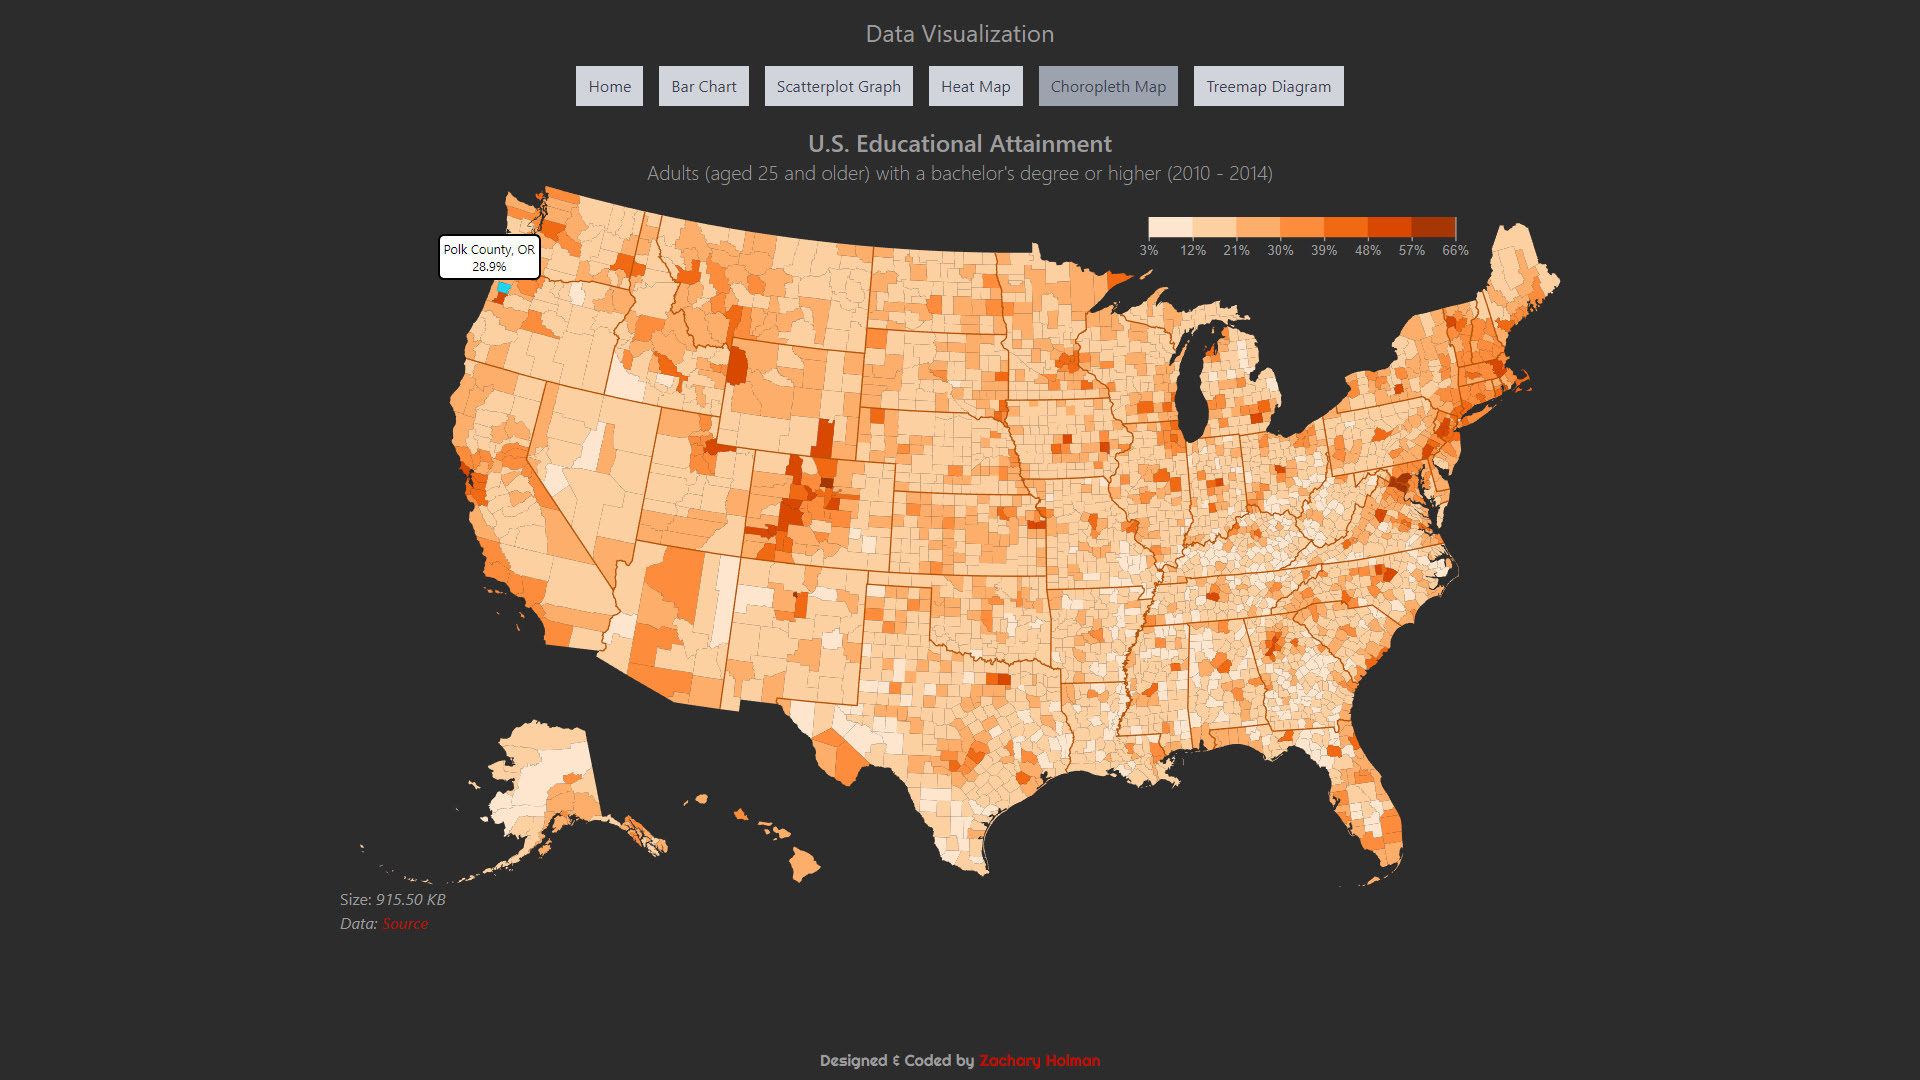 Data Visualization
Home
Bar Chart
Scatterplot Graph
Heat Map
Choropleth Map
Treemap Diagram
U.S. Educational Attainment
Adults (aged 25 and older) with a bachelor's degree or higher (2010 - 2014)
3% 12% 21% 30% 39% 48% 57% 66%
Polk County, OR
28.9%
Size: 915.50 KB
Data: Source
Designed & Coded by Zachary Holman